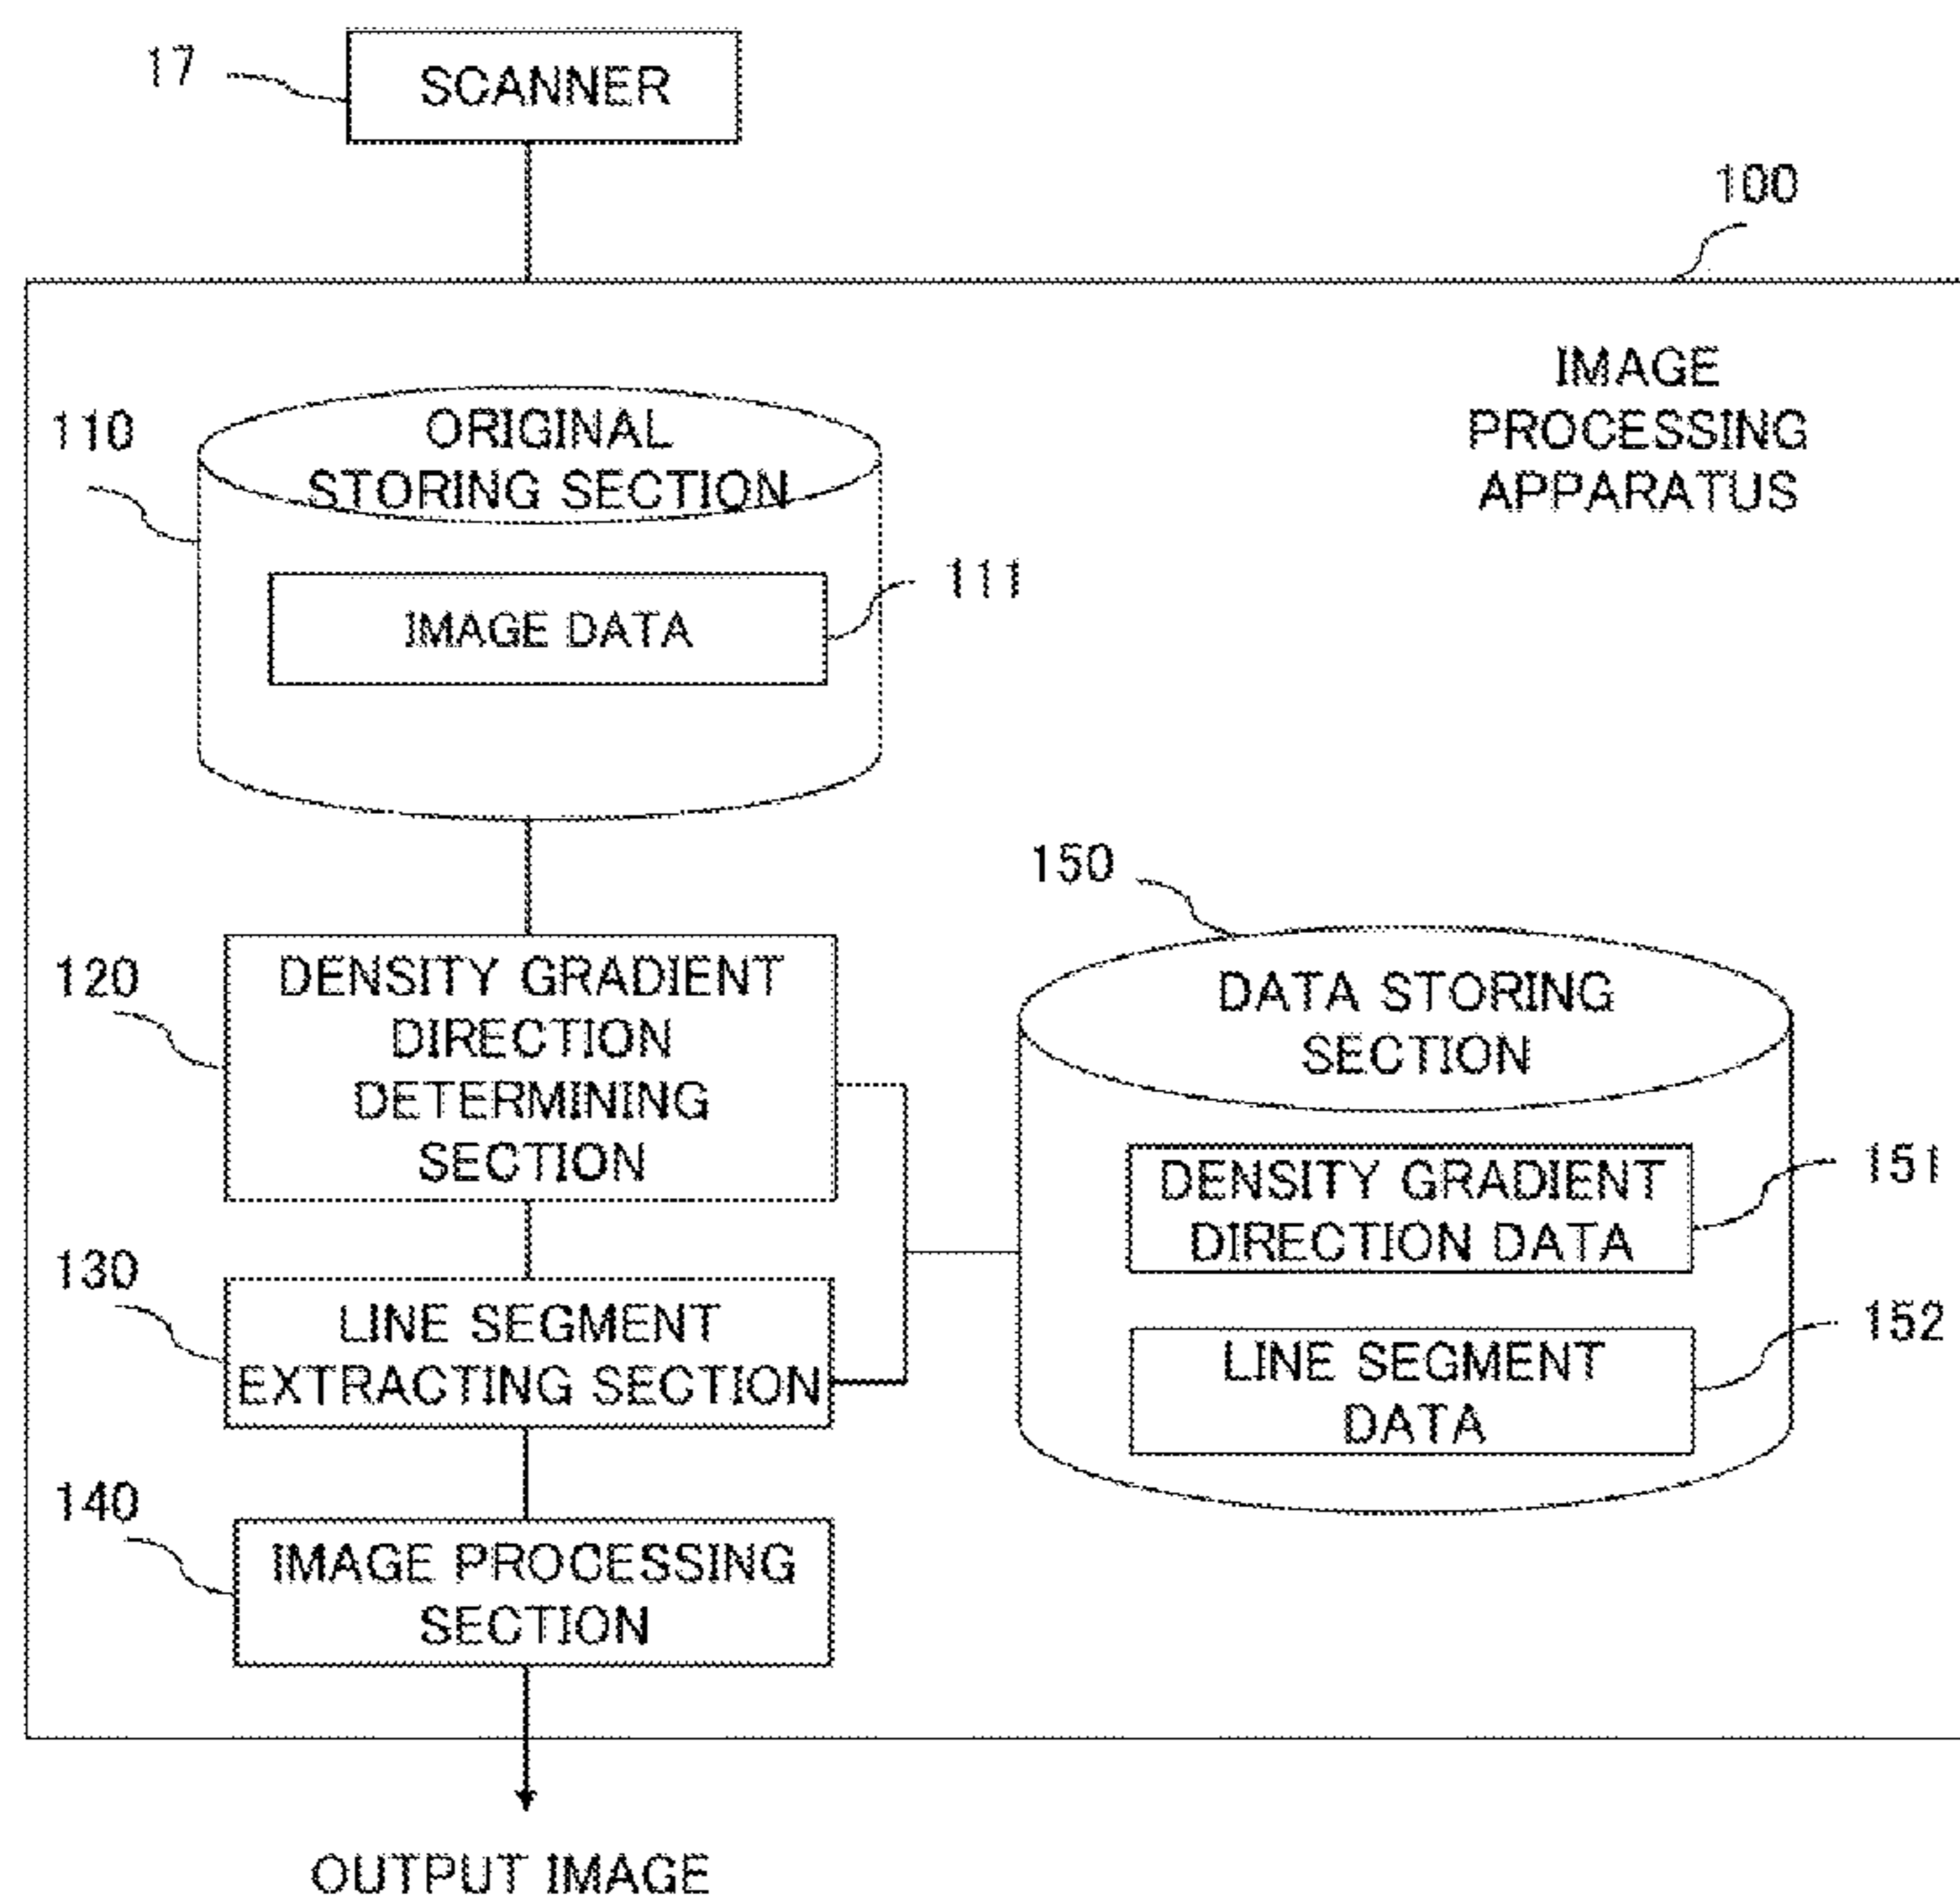 17
SCANNER
100
IMAGE
PROCESSING
APPARATUS
110
ORIGINAL
STORING SECTION
111
IMAGE DATA
120
DENSITY GRADIENT
DIRECTION
DETERMINING
SECTION
150
DATA STORING
SECTION
151
DENSITY GRADIENT
DIRECTION DATA
152
LINE SEGMENT
DATA
130
LINE SEGMENT
EXTRACTING SECTION
140
IMAGE PROCESSING
SECTION
OUTPUT IMAGE